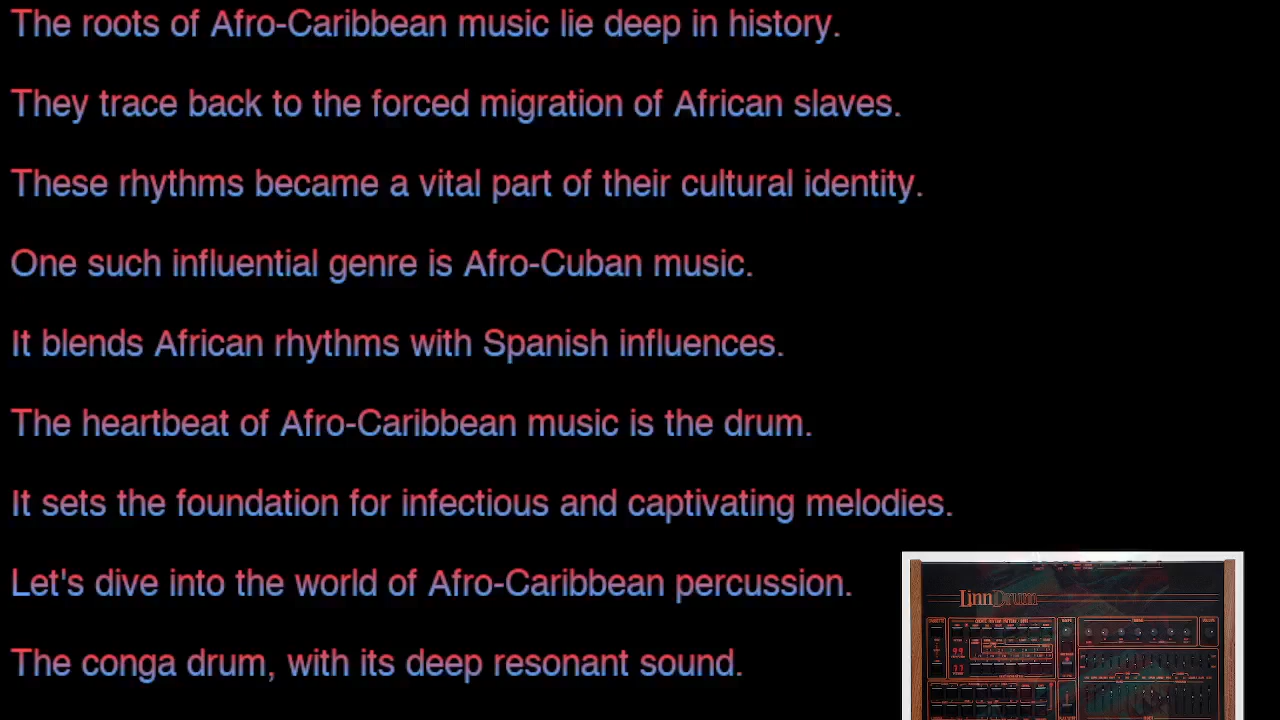 The roots of Afro-Caribbean music lie deep in history.
They trace back to the forced migration of African slaves.
These rhythms became a vital part of their cultural identity.
One such influential genre is Afro-Cuban music.
It blends African rhythms with Spanish influences.
The heartbeat of Afro-Caribbean music is the drum.
It sets the foundation for infectious and captivating melodies.
Let's dive into the world of Afro-Caribbean percussion.
The conga drum, with its deep resonant sound.
LinnDrum